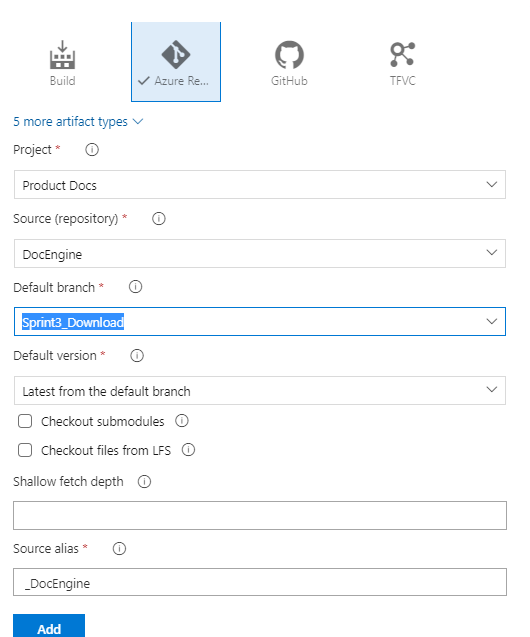 Build
Azure Re...
GitHub
TFVC
5 more artifact types
Project *
Product Docs
Source (repository) *
DocEngine
Default branch *
Sprint3_Download
Default version *
Latest from the default branch
Checkout submodules
Checkout files from LFS
Shallow fetch depth
Source alias *
_DocEngine
Add